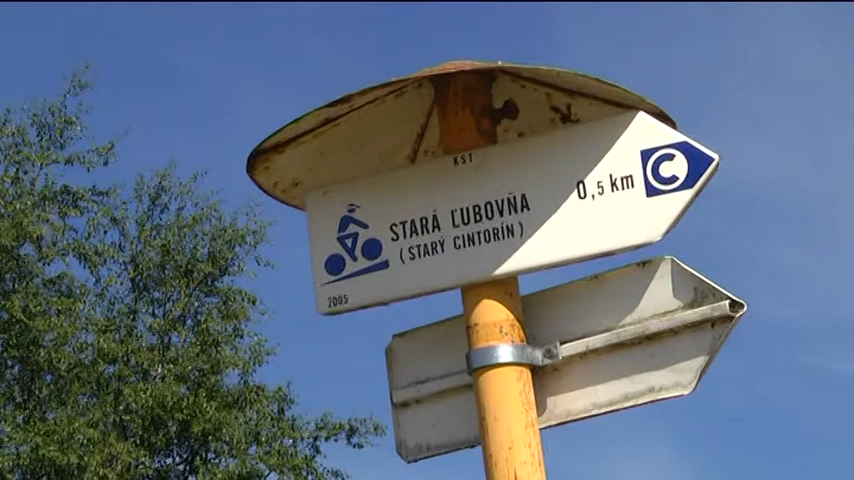 KST
STARÁ ĽUBOVŇA
(STARÝ CINTORÍN)
0,5 km
C
2005